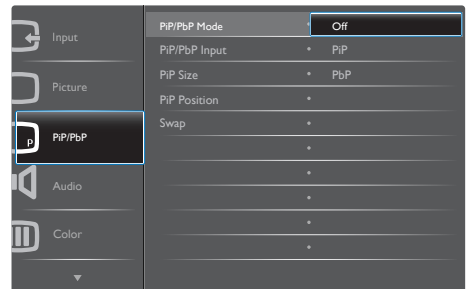 Input
Picture
P
PiP/PbP
Audio
Color
PiP/PbP Mode • Off
PiP/PbP Input • PiP
PiP Size • PbP
PiP Position •
Swap •
•
•
•
•
•